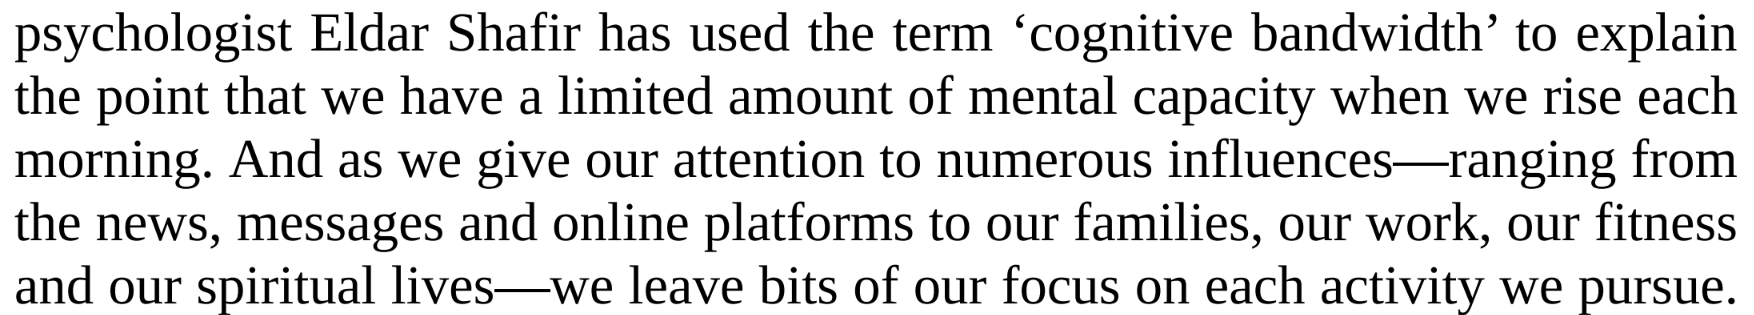 psychologist Eldar Shafir has used the term ‘cognitive bandwidth’ to explain
the point that we have a limited amount of mental capacity when we rise each
morning. And as we give our attention to numerous influences—ranging from
the news, messages and online platforms to our families, our work, our fitness
and our spiritual lives—we leave bits of our focus on each activity we pursue.